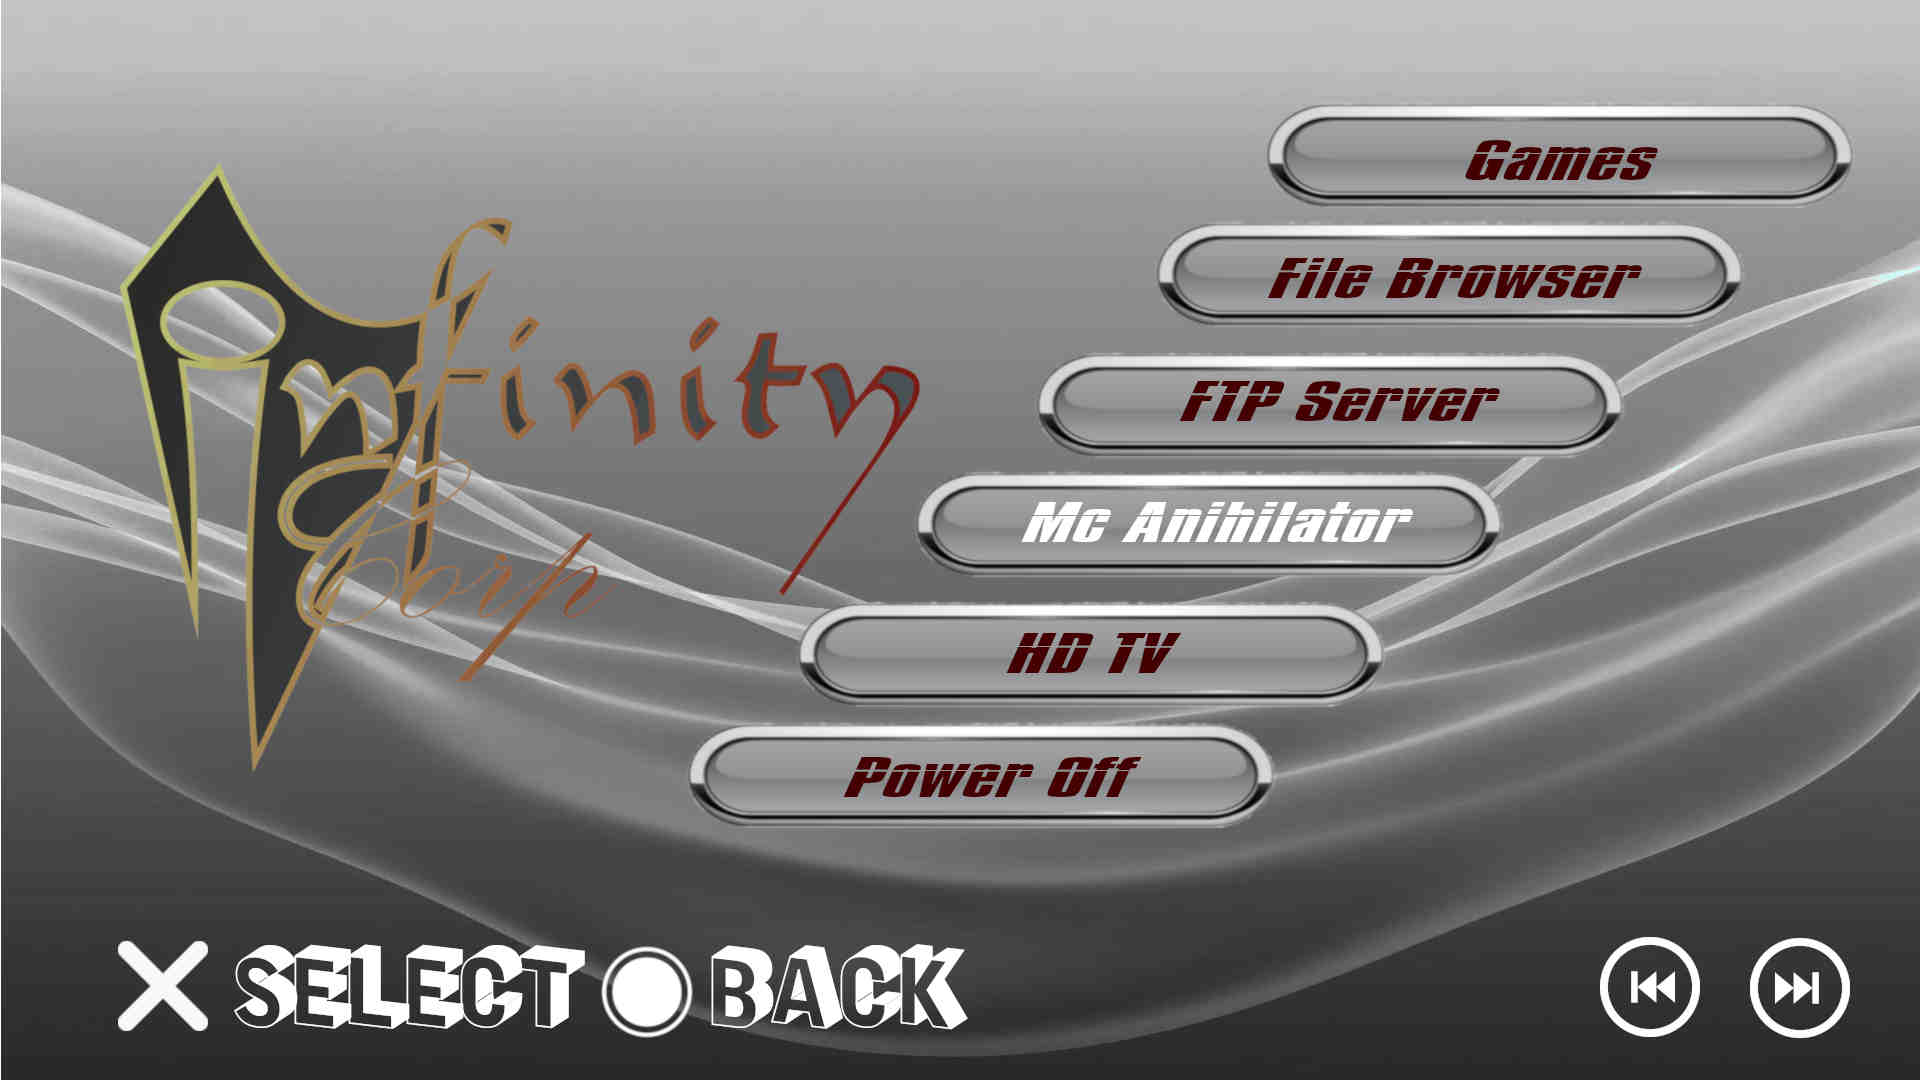 Infinity
Corp
Games
File Browser
FTP Server
Mc Anihilator
HD TV
Power Off
SELECT BACK